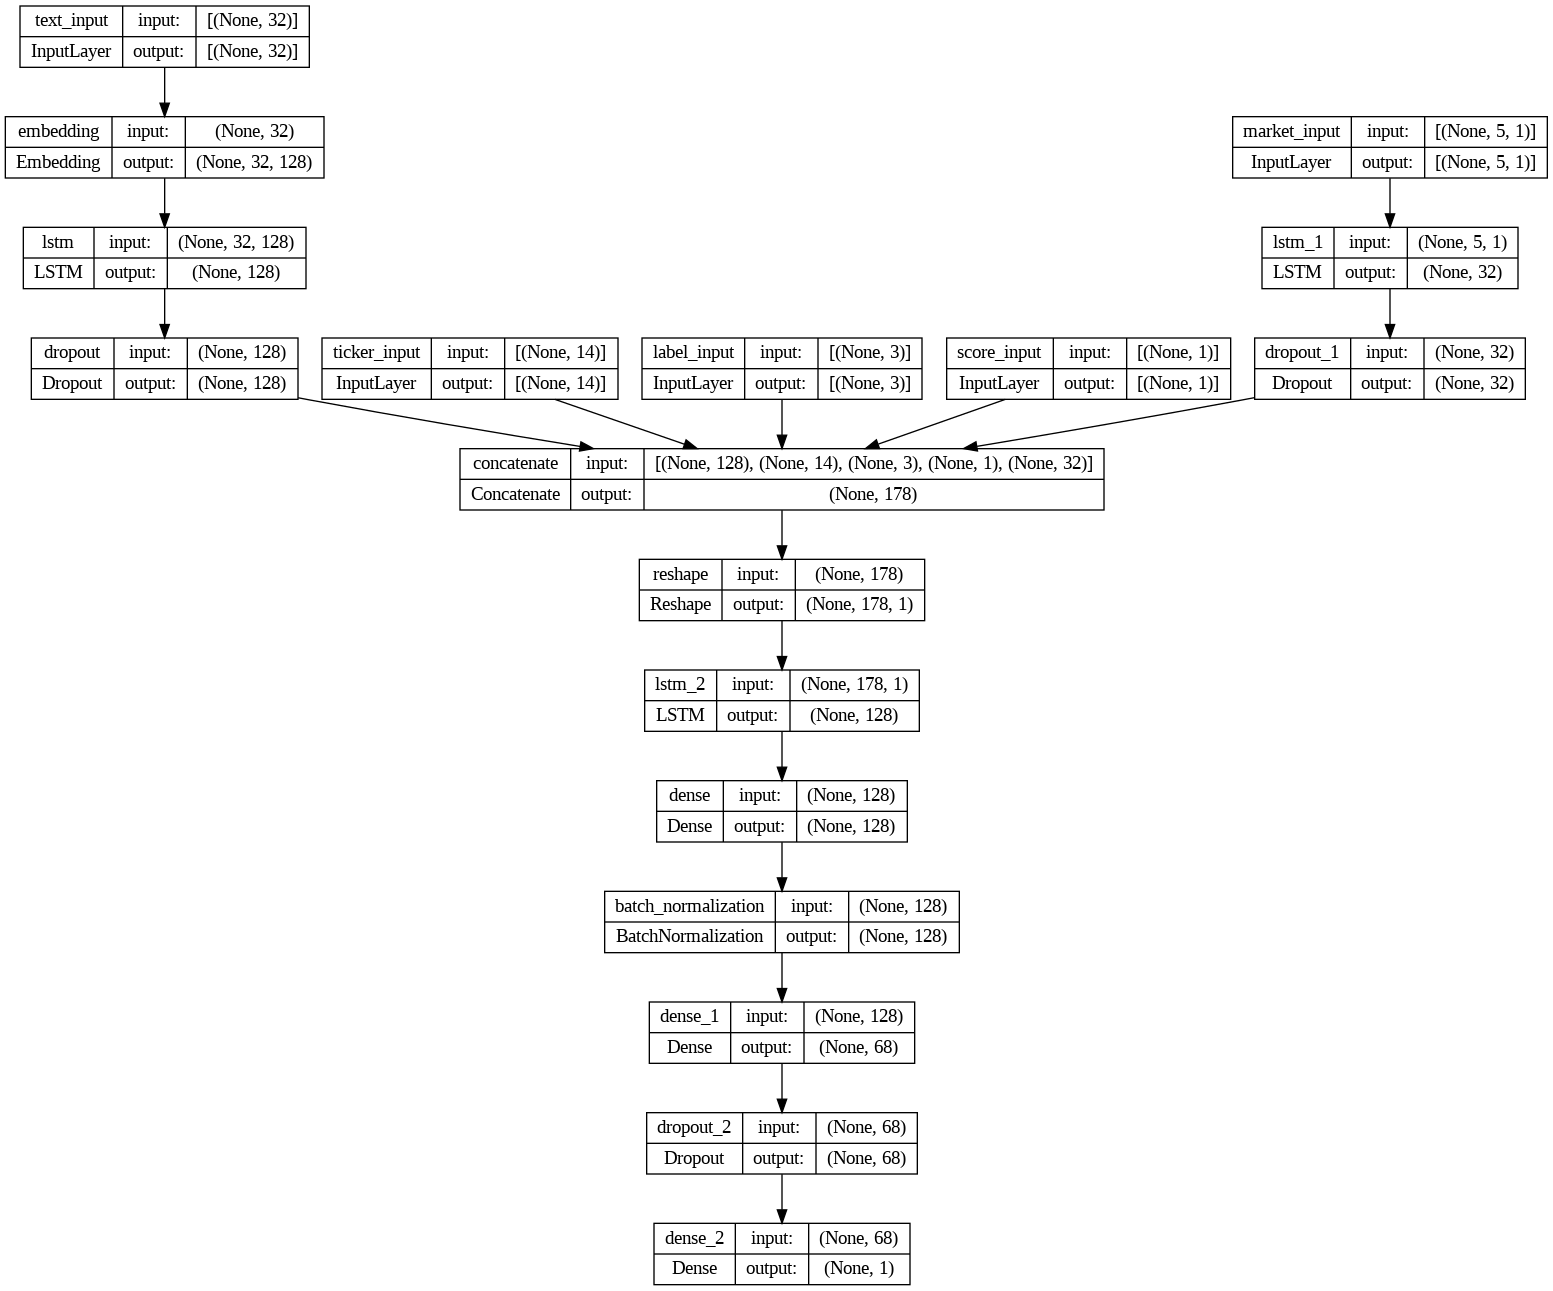 text_input input: [(None, 32)]
InputLayer output: [(None, 32)]
embedding input: (None, 32)
Embedding output: (None, 32, 128)
market_input input: [(None, 5, 1)]
InputLayer output: [(None, 5, 1)]
lstm input: (None, 32, 128)
LSTM output: (None, 128)
lstm_1 input: (None, 5, 1)
LSTM output: (None, 32)
dropout input: (None, 128)
Dropout output: (None, 128)
ticker_input input: [(None, 14)]
InputLayer output: [(None, 14)]
label_input input: [(None, 3)]
InputLayer output: [(None, 3)]
score_input input: [(None, 1)]
InputLayer output: [(None, 1)]
dropout_1 input: (None, 32)
Dropout output: (None, 32)
concatenate input: [(None, 128), (None, 14), (None, 3), (None, 1), (None, 32)]
Concatenate output: (None, 178)
reshape input: (None, 178)
Reshape output: (None, 178, 1)
lstm_2 input: (None, 178, 1)
LSTM output: (None, 128)
dense input: (None, 128)
Dense output: (None, 128)
batch_normalization input: (None, 128)
BatchNormalization output: (None, 128)
dense_1 input: (None, 128)
Dense output: (None, 68)
dropout_2 input: (None, 68)
Dropout output: (None, 68)
dense_2 input: (None, 68)
Dense output: (None, 1)